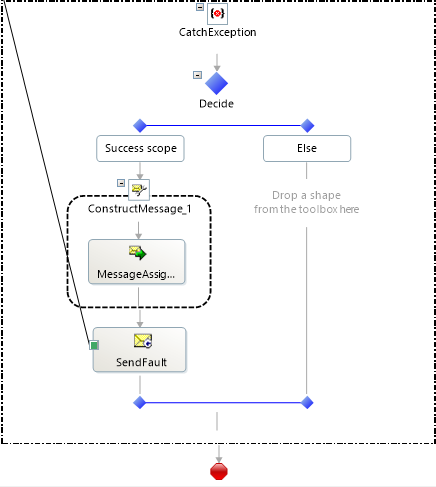 CatchException
Decide
Success scope
Else
Drop a shape
from the toolbox here
ConstructMessage_1
MessageAssig...
SendFault